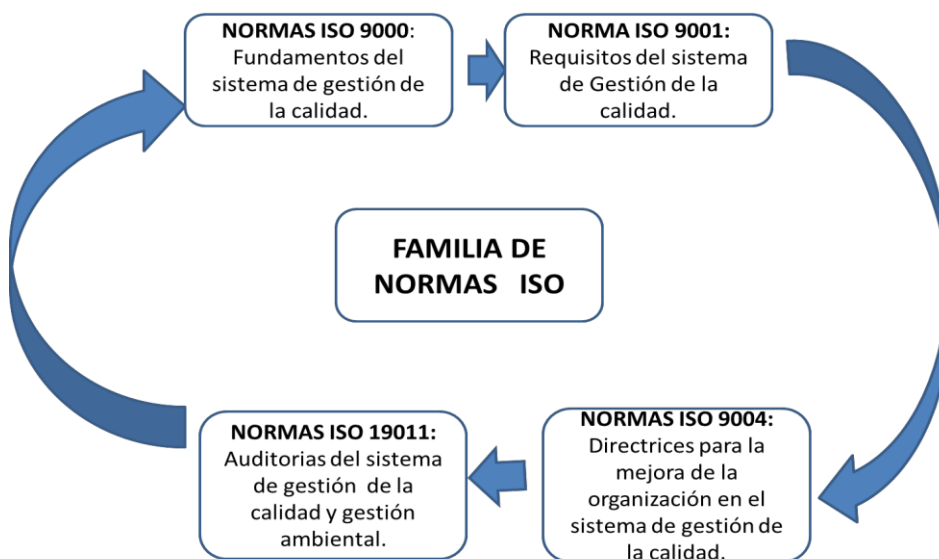 NORMAS ISO 9000:
Fundamentos del
sistema de gestión de
la calidad.
NORMA ISO 9001:
Requisitos del sistema
de Gestión de la
calidad.
FAMILIA DE
NORMAS ISO
NORMAS ISO 19011:
Auditorias del sistema
de gestión de la
calidad y gestión
ambiental.
NORMAS ISO 9004:
Directrices para la
mejora de la
organización en el
sistema de gestión de
la calidad.